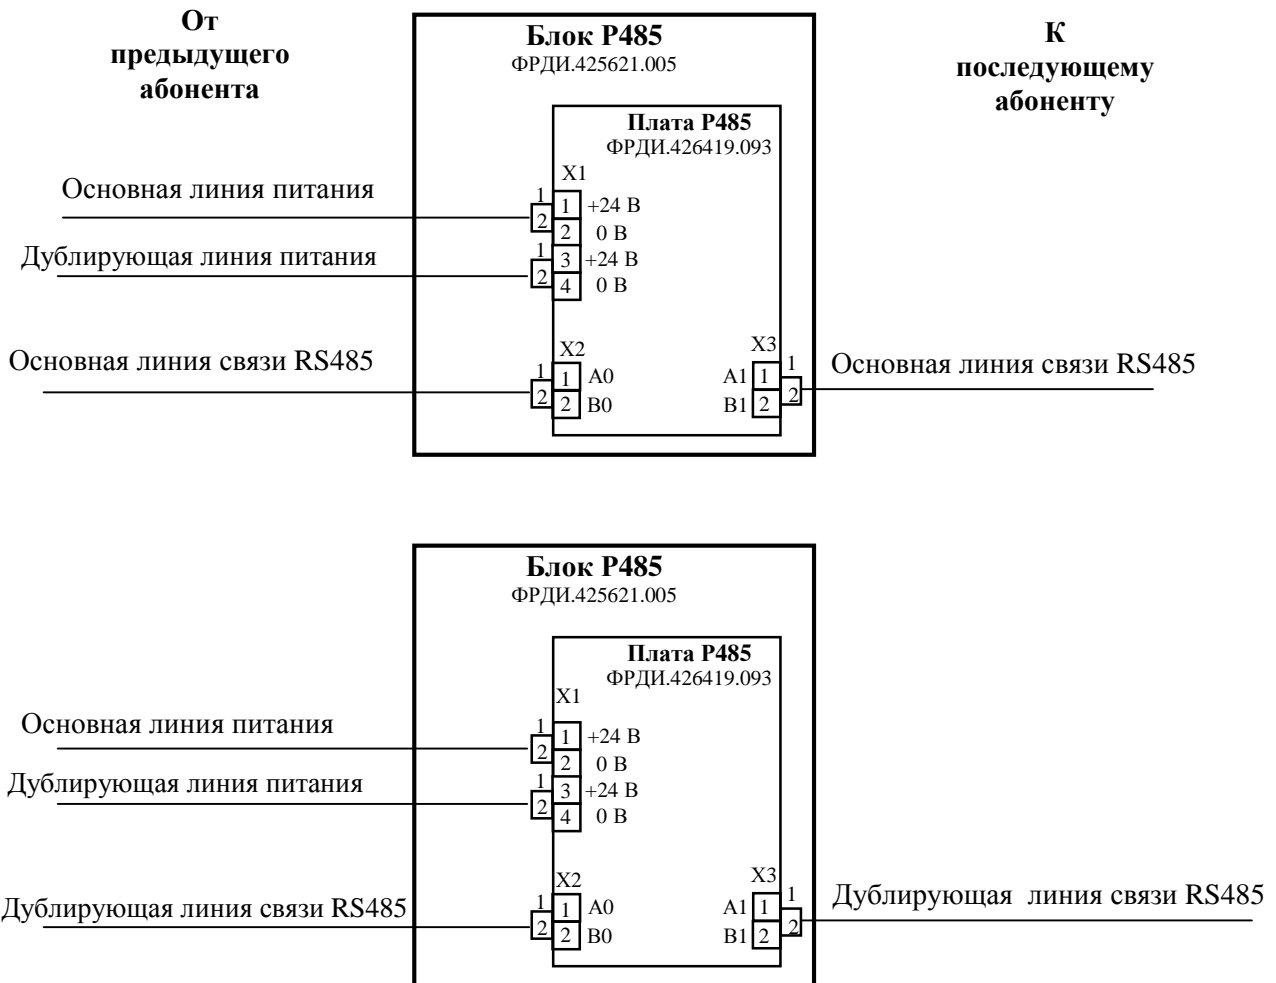 От
предыдущего
абонента
Блок Р485
ФРДИ.425621.005
К
последующему
абоненту
Плата Р485
ФРДИ.426419.093
X1
Основная линия питания
1
1 +24 В
2
2 0 В
Дублирующая линия питания
1
3 +24 В
2
4 0 В
Основная линия связи RS485
X2
1
1 A0
2
2 B0
X3
A1 1
1
B1 2
2
Основная линия связи RS485
Блок Р485
ФРДИ.425621.005
Плата Р485
ФРДИ.426419.093
X1
Основная линия питания
1
1 +24 В
2
2 0 В
Дублирующая линия питания
1
3 +24 В
2
4 0 В
Дублирующая линия связи RS485
X2
1
1 A0
2
2 B0
X3
A1 1
1
B1 2
2
Дублирующая линия связи RS485